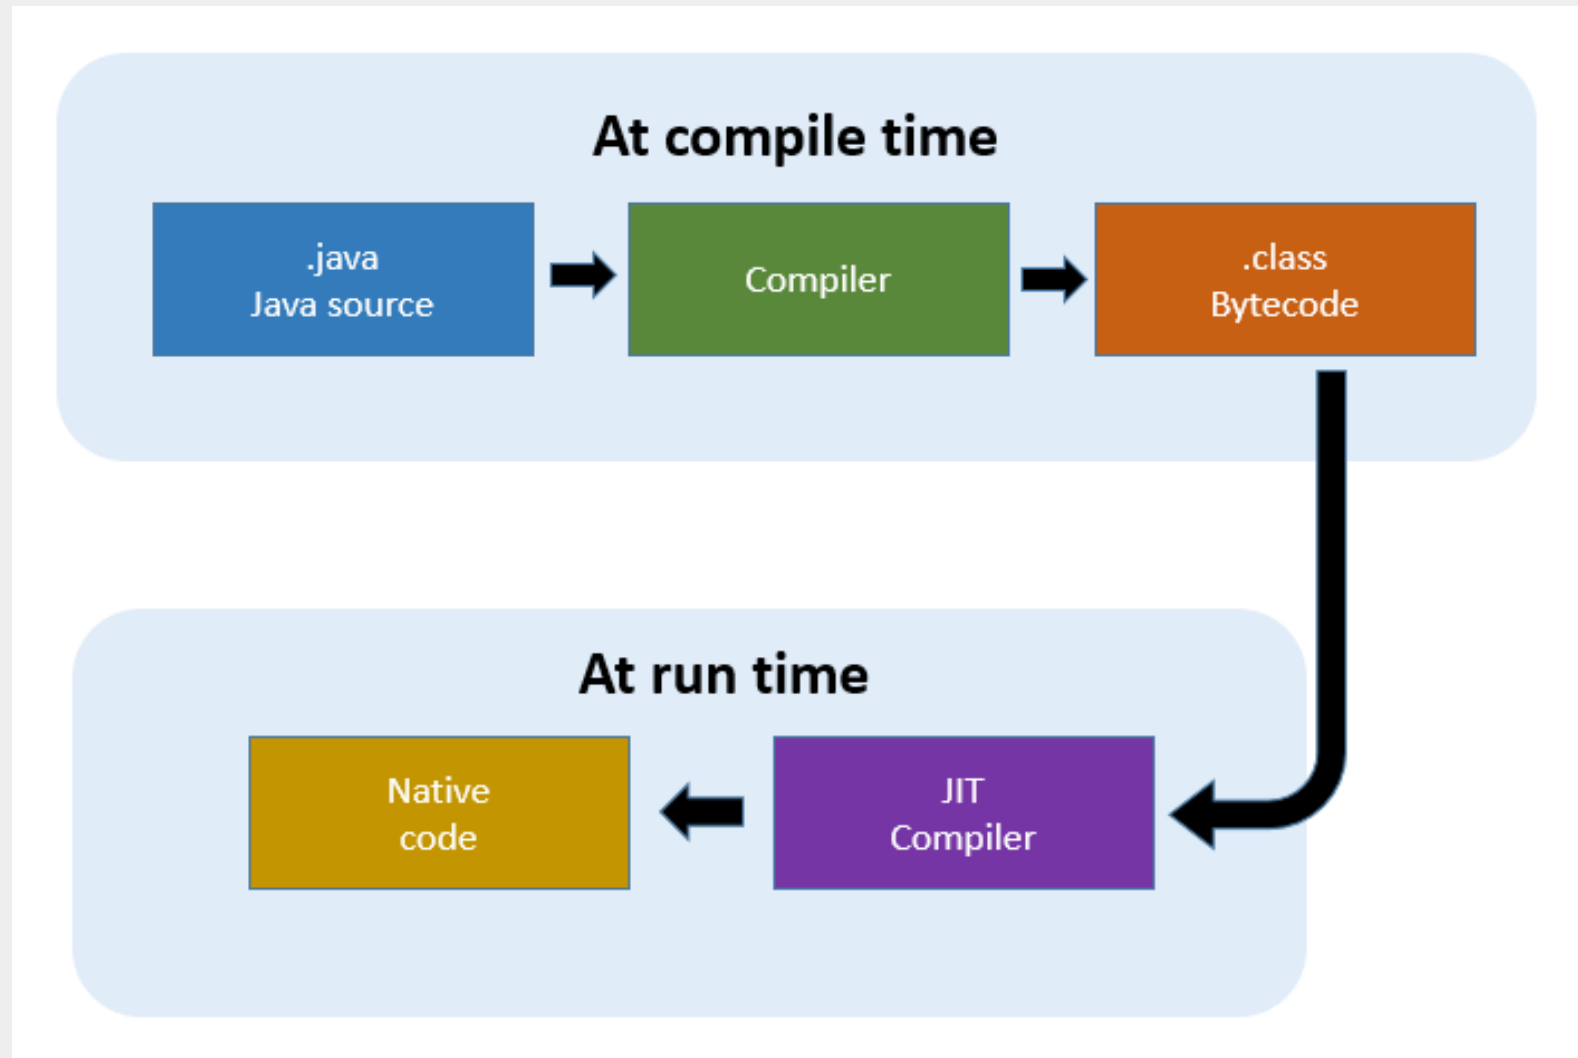 At compile time
.java
Java source
Compiler
.class
Bytecode
At run time
Native
code
JIT
Compiler